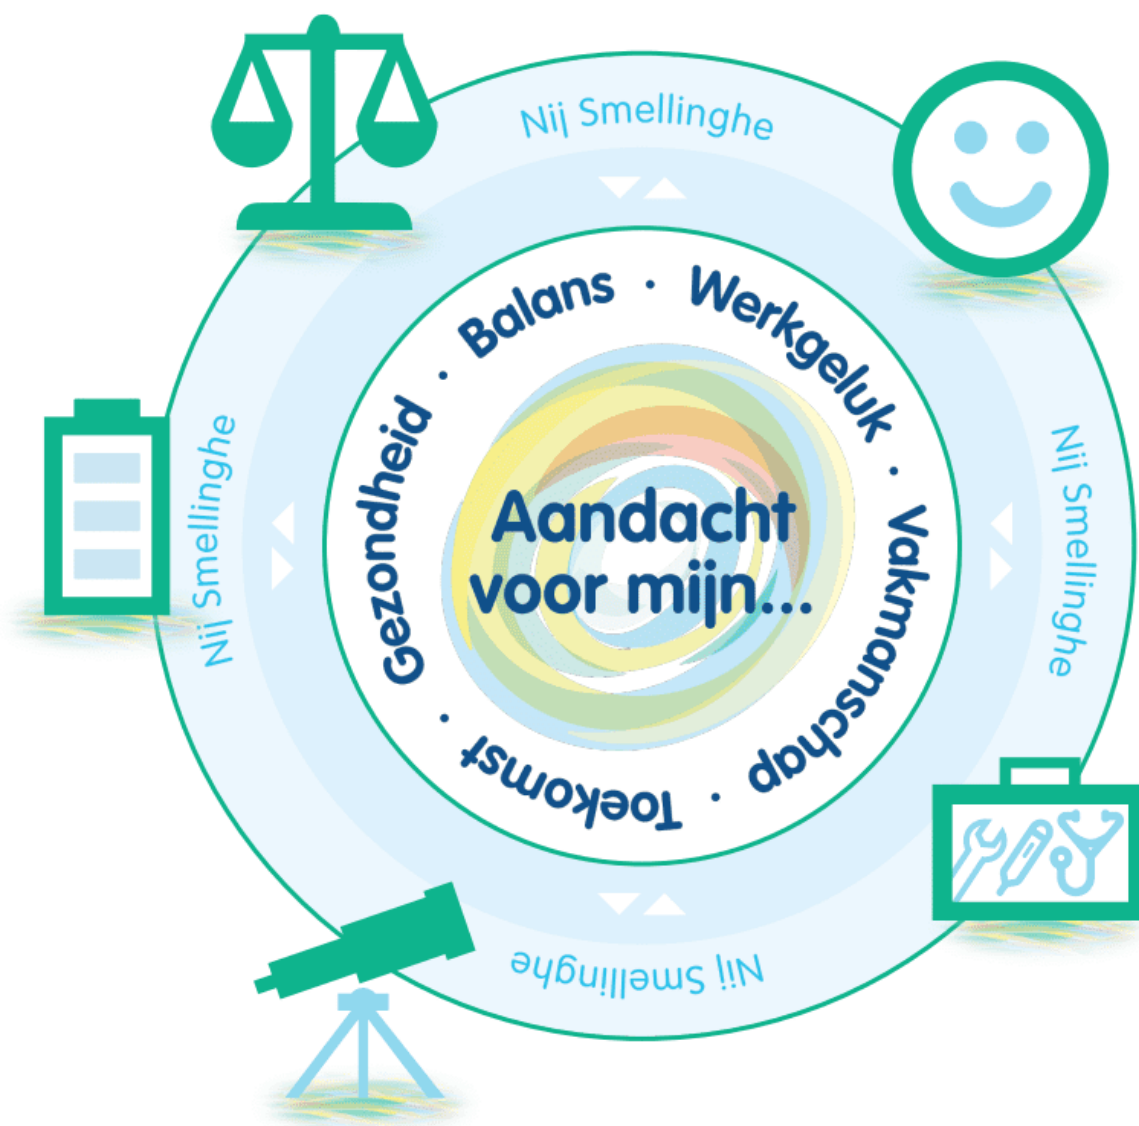 Nij Smellinghe
Balans · Werkgeluk · Vakmanschap · Toekomst · Gezondheid ·
Aandacht
voor mijn...
Nij Smellinghe
Nij Smellinghe
Nij Smellinghe